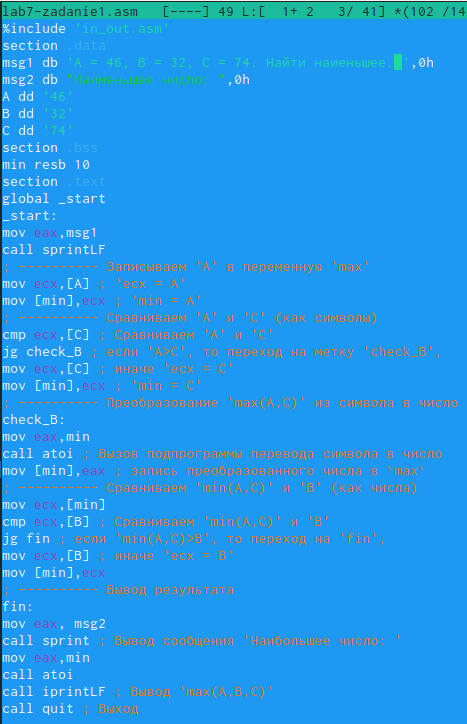 lab7-zadanie1.asm   [----] 49 L:[  1+ 2   3/ 41] *(102 /14
%include 'in_out.asm'
section .data
msg1 db 'A = 46, B = 32, C = 74. Найти наиеньшее. ',0h
msg2 db "Наименьшее число: ",0h
A dd '46'
B dd '32'
C dd '74'
section .bss
min resb 10
section .text
global _start
_start:
mov eax,msg1
call sprintLF
; ---------- Записываем 'A' в переменную 'max'
mov ecx,[A] ; 'ecx = A'
mov [min],ecx ; 'min = A'
; ---------- Сравниваем 'A' и 'С' (как символы)
cmp ecx,[C] ; Сравниваем 'A' и 'С'
jg check_B ; если 'A>C', то переход на метку 'check_B',
mov ecx,[C] ; иначе 'ecx = C'
mov [min],ecx ; 'min = C'
; ---------- Преобразование 'max(A,C)' из символа в число
check_B:
mov eax,min
call atoi ; Вызов подпрограммы перевода символа в число
mov [min],eax ; запись преобразованного числа в `max`
; ---------- Сравниваем 'min(A,C)' и 'B' (как числа)
mov ecx,[min]
cmp ecx,[B] ; Сравниваем 'min(A,C)' и 'B'
jg fin ; если 'min(A,C)>B', то переход на 'fin',
mov ecx,[B] ; иначе 'ecx = B'
mov [min],ecx
; ---------- Вывод результата
fin:
mov eax, msg2
call sprint ; Вывод сообщения 'Наибольшее число: '
mov eax,min
call atoi
call iprintLF ; Вывод 'max(A,B,C)'
call quit ; Выход